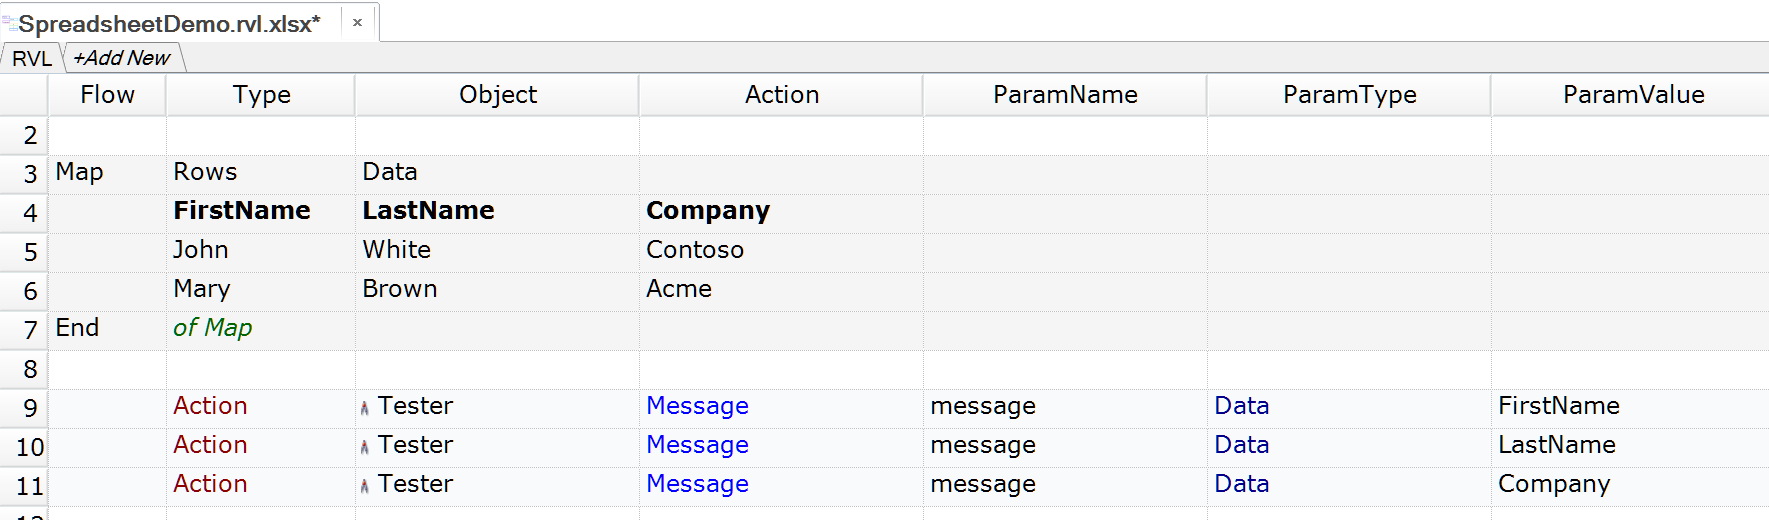 SpreadsheetDemo.rvl.xlsx* ×
RVL +Add New
Flow Type Object Action ParamName ParamType ParamValue
2
3 Map Rows Data
4 FirstName LastName Company
5 John White Contoso
6 Mary Brown Acme
7 End of Map
8
9 Action Tester Message message Data FirstName
10 Action Tester Message message Data LastName
11 Action Tester Message message Data Company